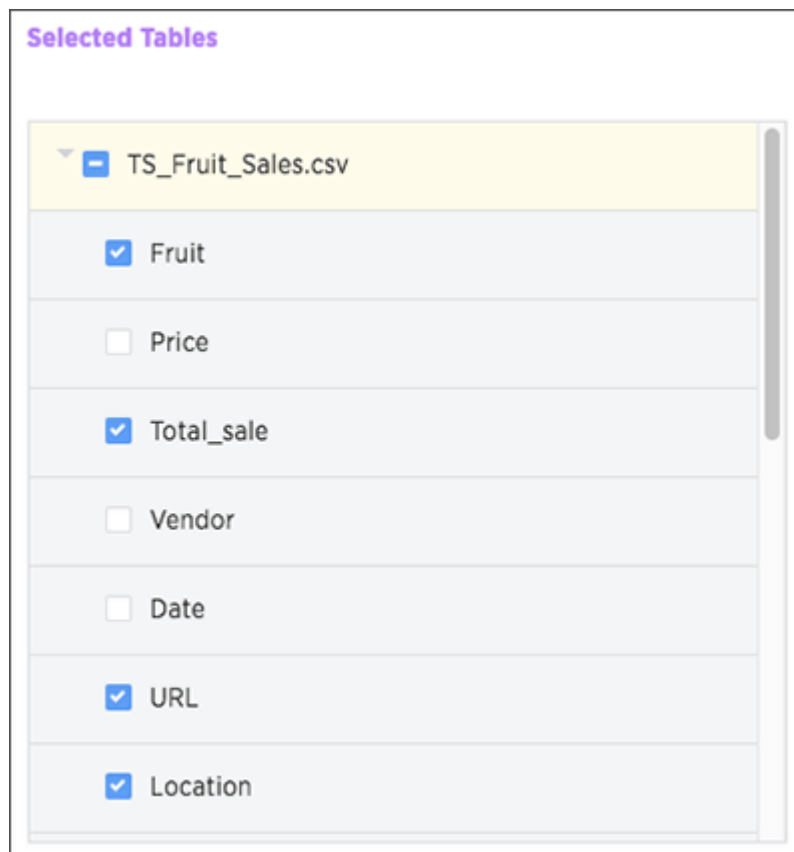 Selected Tables
TS_Fruit_Sales.csv
Fruit
Price
Total_sale
Vendor
Date
URL
Location